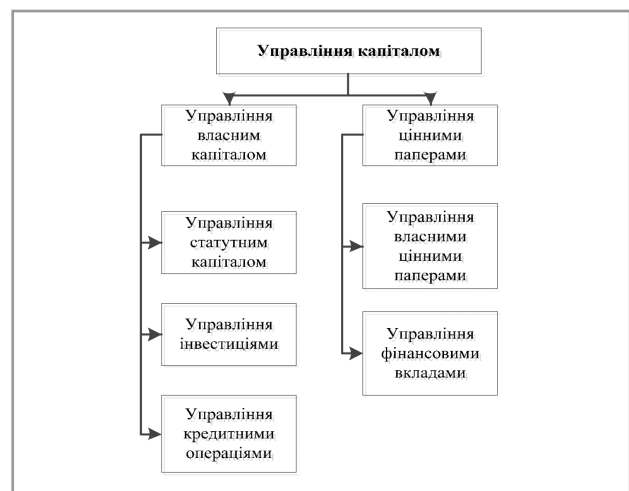 Управління капіталом
Управління
власним
капіталом
Управління
статутним
капіталом
Управління
інвестиціями
Управління
кредитними
операціями
Управління
цінними
паперами
Управління
власними
цінними
паперами
Управління
фінансовими
вкладами